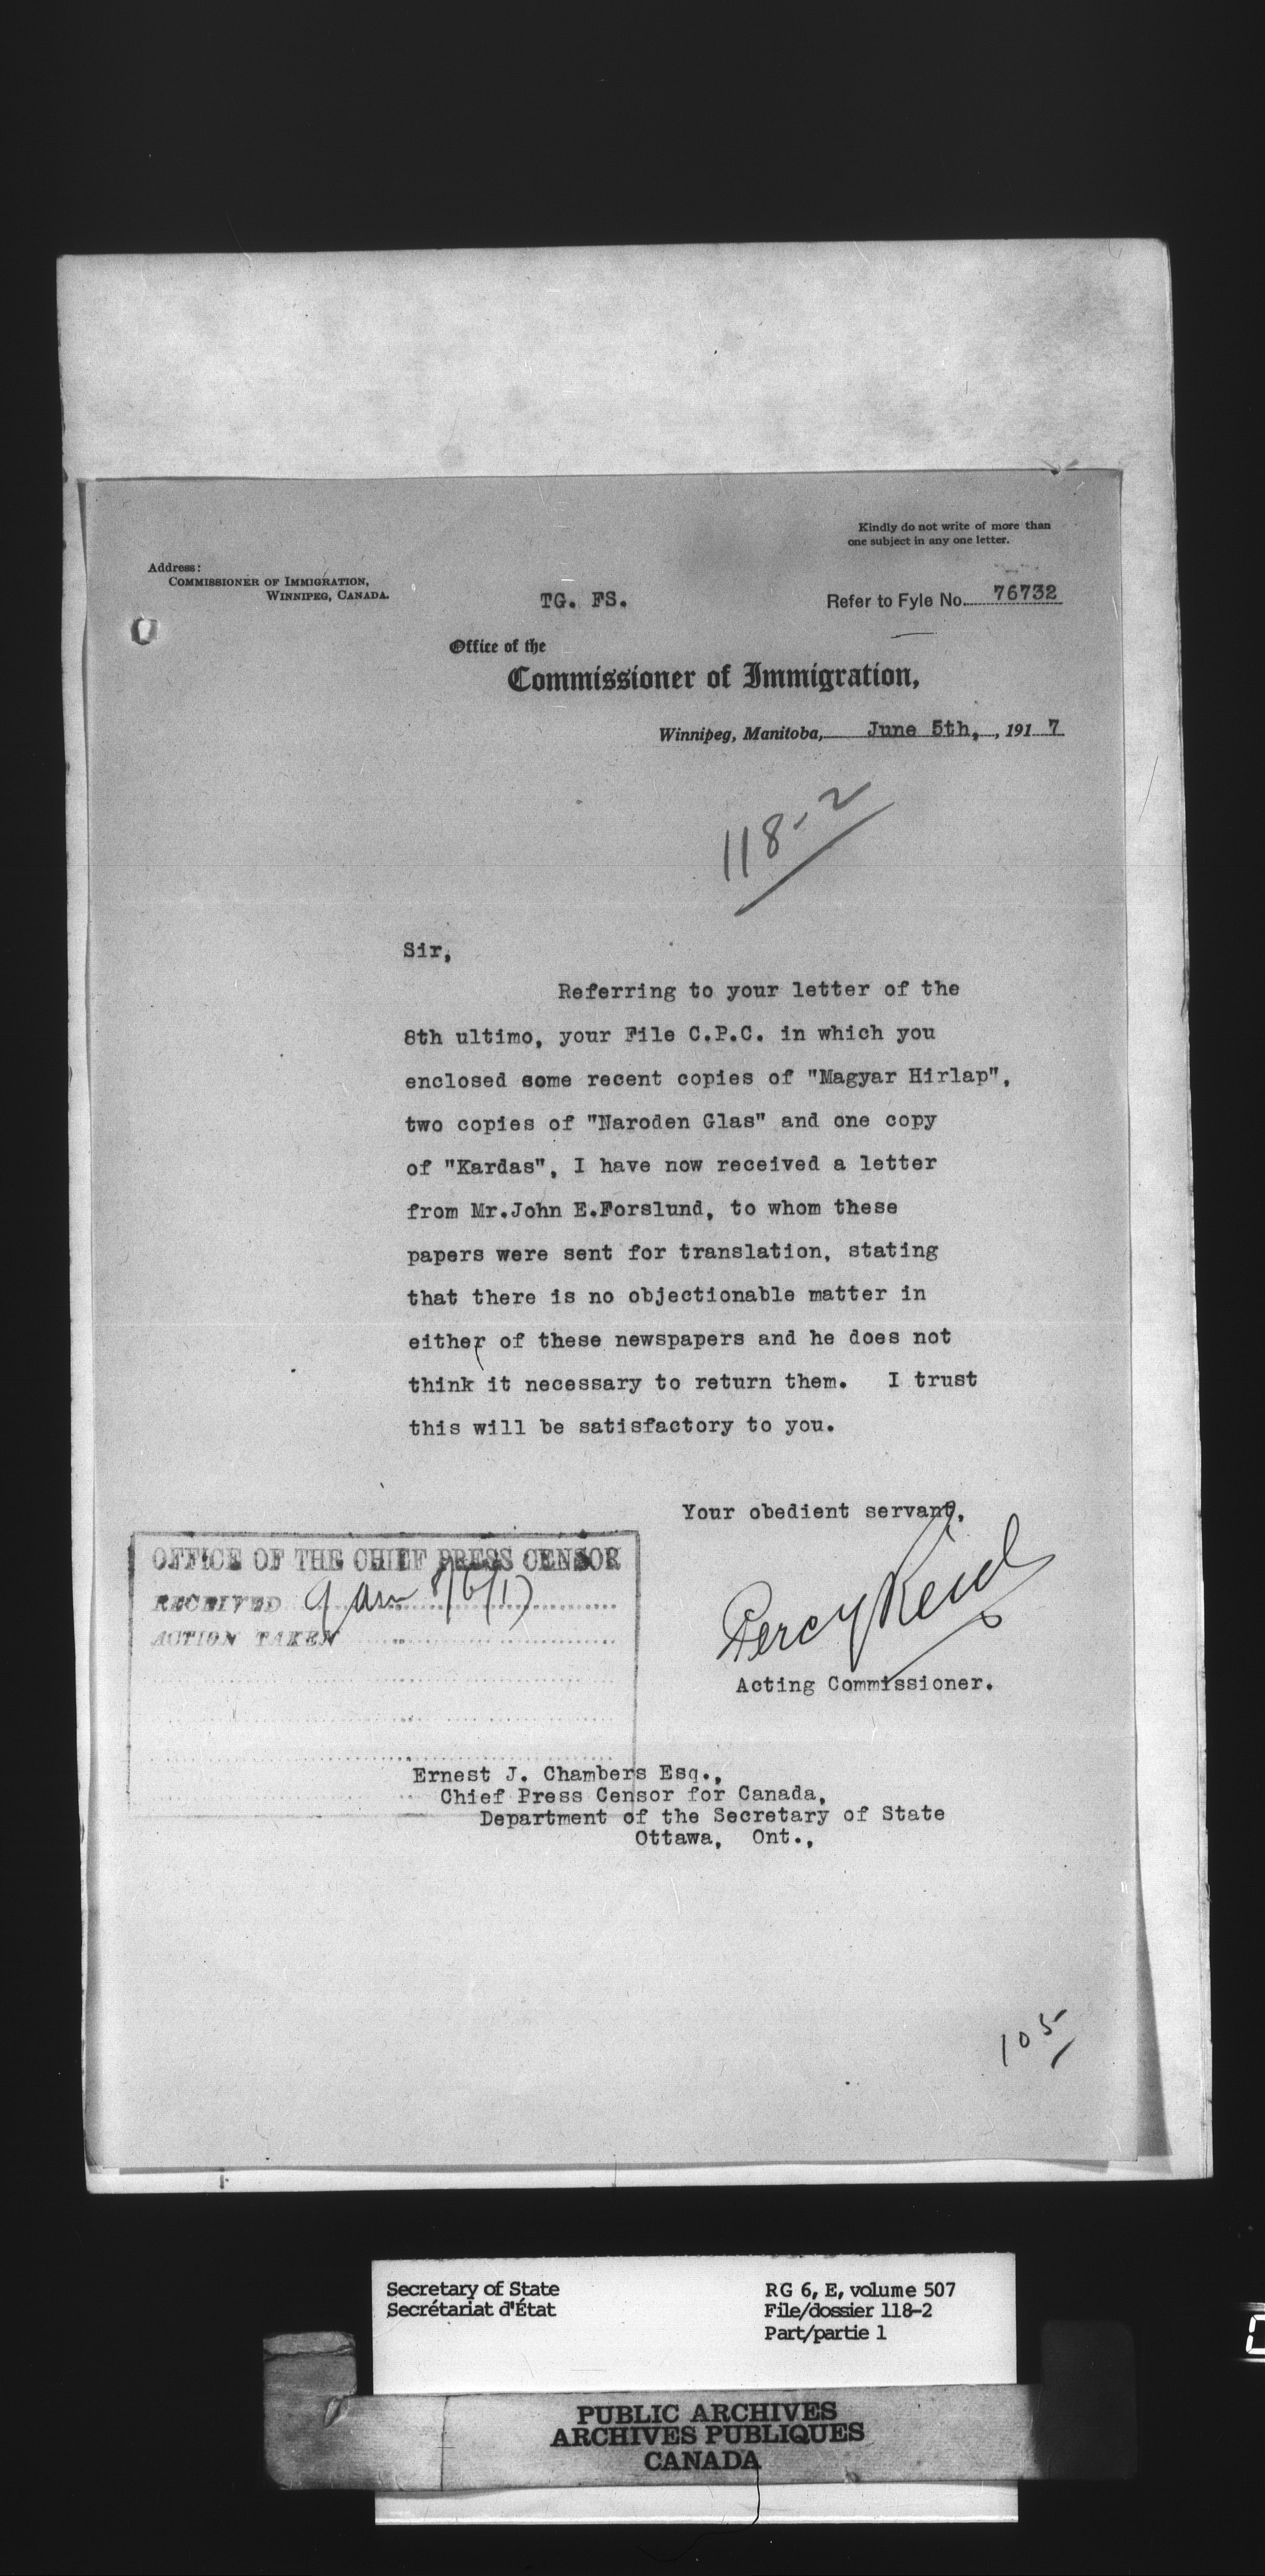 Kindly do not write of more than
one subject in any one letter.
Address:
COMMISSIONER OF IMMIGRATION,
WINNIPEG, CANADA.
TG. FS.
Refer to Fyle No. 76732
Office of the
Commissioner of Immigration,
Winnipeg, Manitoba, June 5th, , 191 7
118-2
Sir,
Referring to your letter of the
8th ultimo, your File C.P.C. in which you
enclosed some recent copies of "Magyar Hirlap",
two copies of "Naroden Glas" and one copy
of "Kardas", I have now received a letter
from Mr.John E.Forslund, to whom these
papers were sent for translation, stating
that there is no objectionable matter in
either of these newspapers and he does not
think it necessary to return them. I trust
this will be satisfactory to you.
Your obedient servant,
OFFICE OF THE CHIEF PRESS CENSOR
RECEIVED 9 am 8/6/17
ACTION TAKEN
Percy Reid
Acting Commissioner.
Ernest J. Chambers Esq.,
Chief Press Censor for Canada,
Department of the Secretary of State
Ottawa, Ont.,
105
Secretary of State
Secrétariat d'État
RG 6, E, volume 507
File/dossier 118-2
Part/partie 1
PUBLIC ARCHIVES
ARCHIVES PUBLIQUES
CANADA